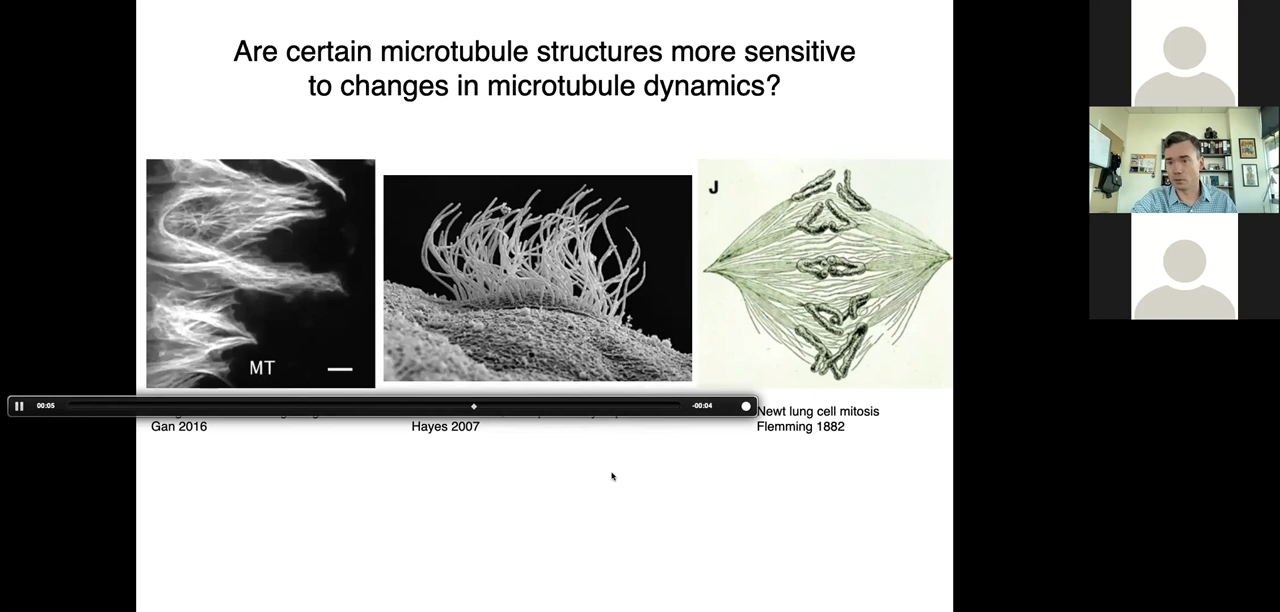 Are certain microtubule structures more sensitive
to changes in microtubule dynamics?
J
MT
00:05
-00:04
Newt lung cell mitosis
Gan 2016
Hayes 2007
Flemming 1882